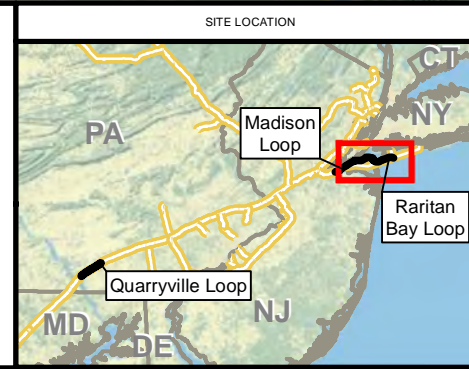 SITE LOCATION
CT
NY
PA
Madison
Loop
Raritan
Bay Loop
Quarryville Loop
NJ
MD
DE